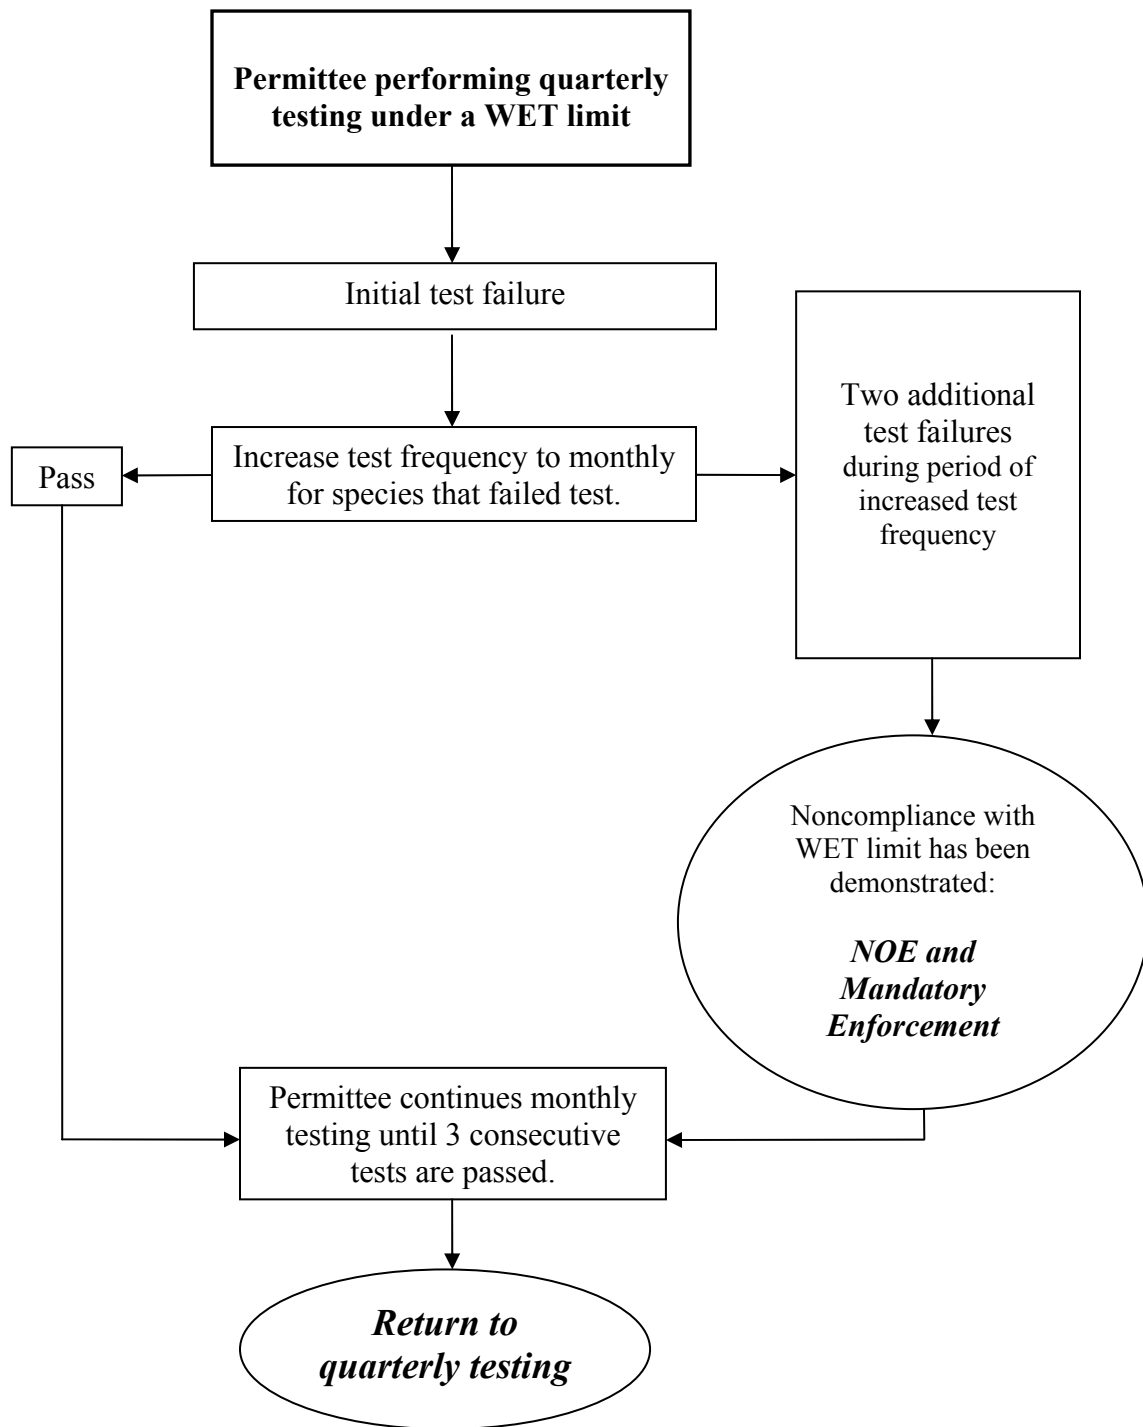 Permittee performing quarterly
testing under a WET limit
Initial test failure
Increase test frequency to monthly
for species that failed test.
Pass
Two additional
test failures
during period of
increased test
frequency
Noncompliance with
WET limit has been
demonstrated:
NOE and
Mandatory
Enforcement
Permittee continues monthly
testing until 3 consecutive
tests are passed.
Return to
quarterly testing